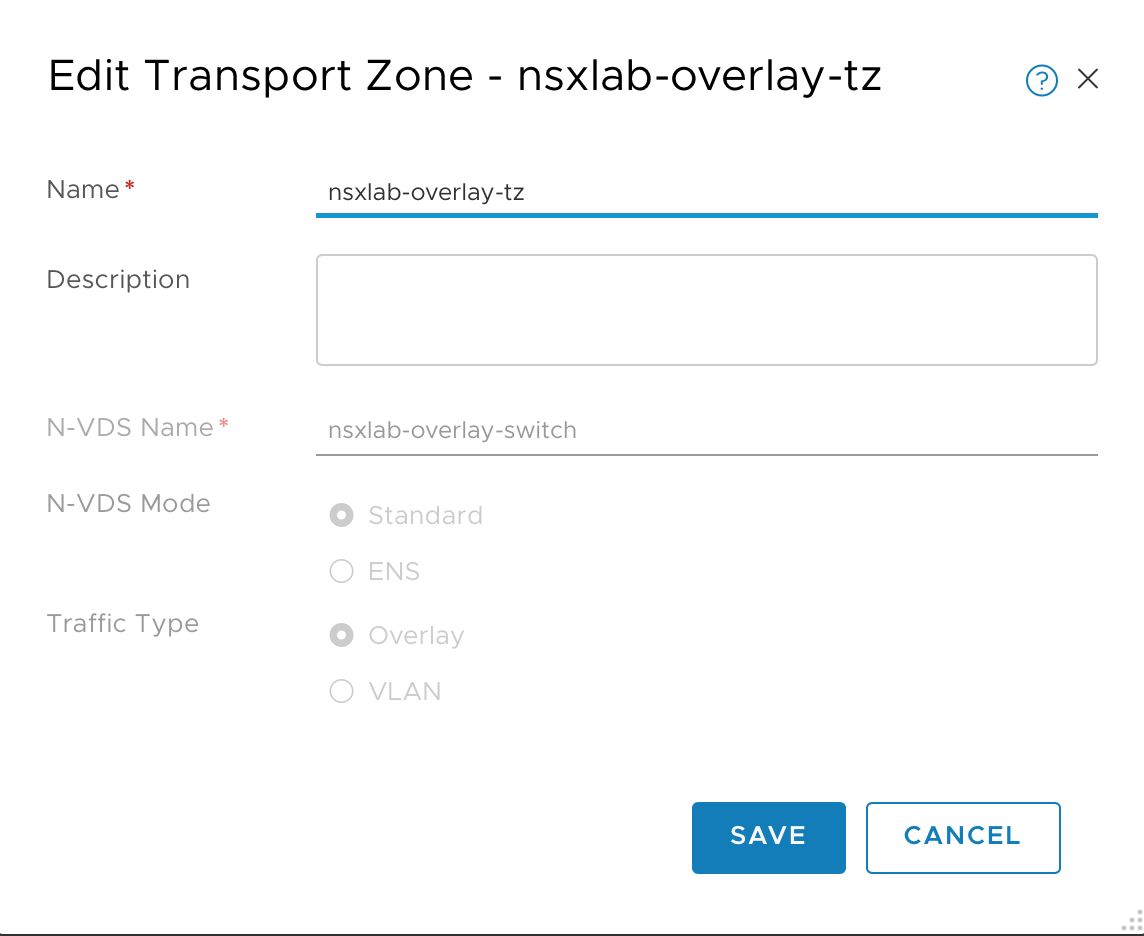 Edit Transport Zone - nsxlab-overlay-tz
?
Name*
nsxlab-overlay-tz
Description
N-VDS Name*
nsxlab-overlay-switch
N-VDS Mode
Standard
ENS
Traffic Type
Overlay
VLAN
SAVE
CANCEL